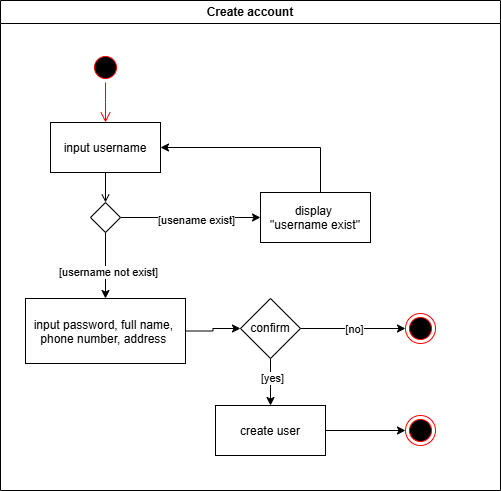 Create account
input username
[usename exist]
display
"username exist"
[username not exist]
input password, full name,
phone number, address
confirm
[no]
[yes]
create user